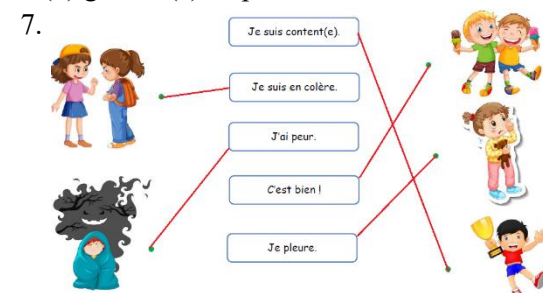 7.
Je suis content(e).
Je suis en colère.
J'ai peur.
C'est bien !
Je pleure.